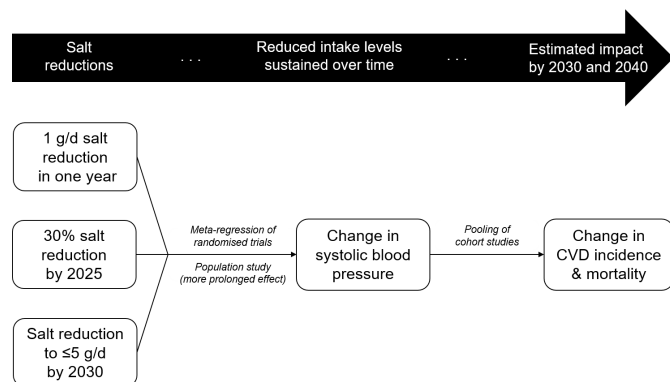 Salt
reductions
. . .
Reduced intake levels
sustained over time
. . .
Estimated impact
by 2030 and 2040
1 g/d salt
reduction
in one year
30% salt
reduction
by 2025
Salt reduction
to ≤5 g/d
by 2030
Meta-regression of
randomised trials
Population study
(more prolonged effect)
Change in
systolic blood
pressure
Pooling of
cohort studies
Change in
CVD incidence
& mortality